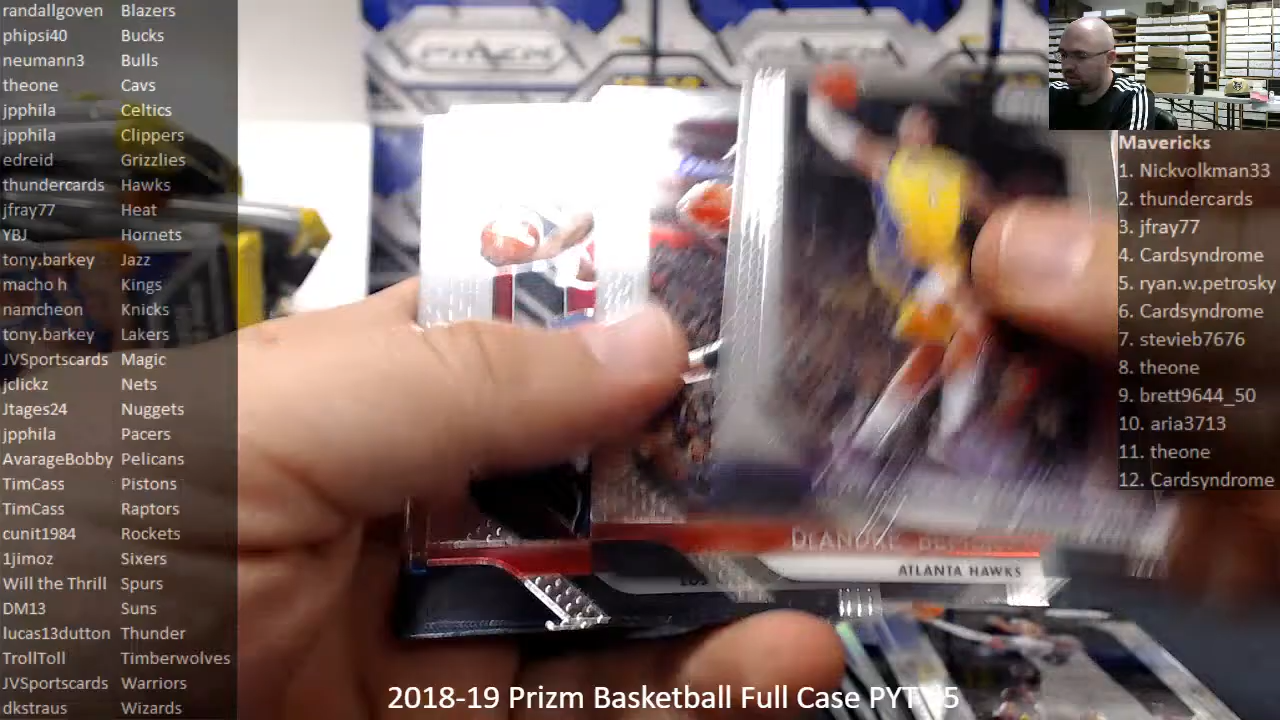 randallgoven Blazers
phipsi40 Bucks
neumann3 Bulls
theone Cavs
jpphila Celtics
jpphila Clippers
edreid Grizzlies
thundercards Hawks
jfray77 Heat
YBJ Hornets
tony.barkey Jazz
macho h Kings
namcheon Knicks
tony.barkey Lakers
JVSportscards Magic
jclickz Nets
Jtages24 Nuggets
jpphila Pacers
AvarageBobby Pelicans
TimCass Pistons
TimCass Raptors
cunit1984 Rockets
1jimoz Sixers
Will the Thrill Spurs
DM13 Suns
lucas13dutton Thunder
TrollToll Timberwolves
JVSportscards Warriors
dkstraus Wizards
Mavericks
1. Nickvolkman33
2. thundercards
3. jfray77
4. Cardsyndrome
5. ryan.w.petrosky
6. Cardsyndrome
7. stevieb7676
8. theone
9. brett9644_50
10. aria3713
11. theone
12. Cardsyndrome
ATLANTA HAWKS
2018-19 Prizm Basketball Full Case PYT 5